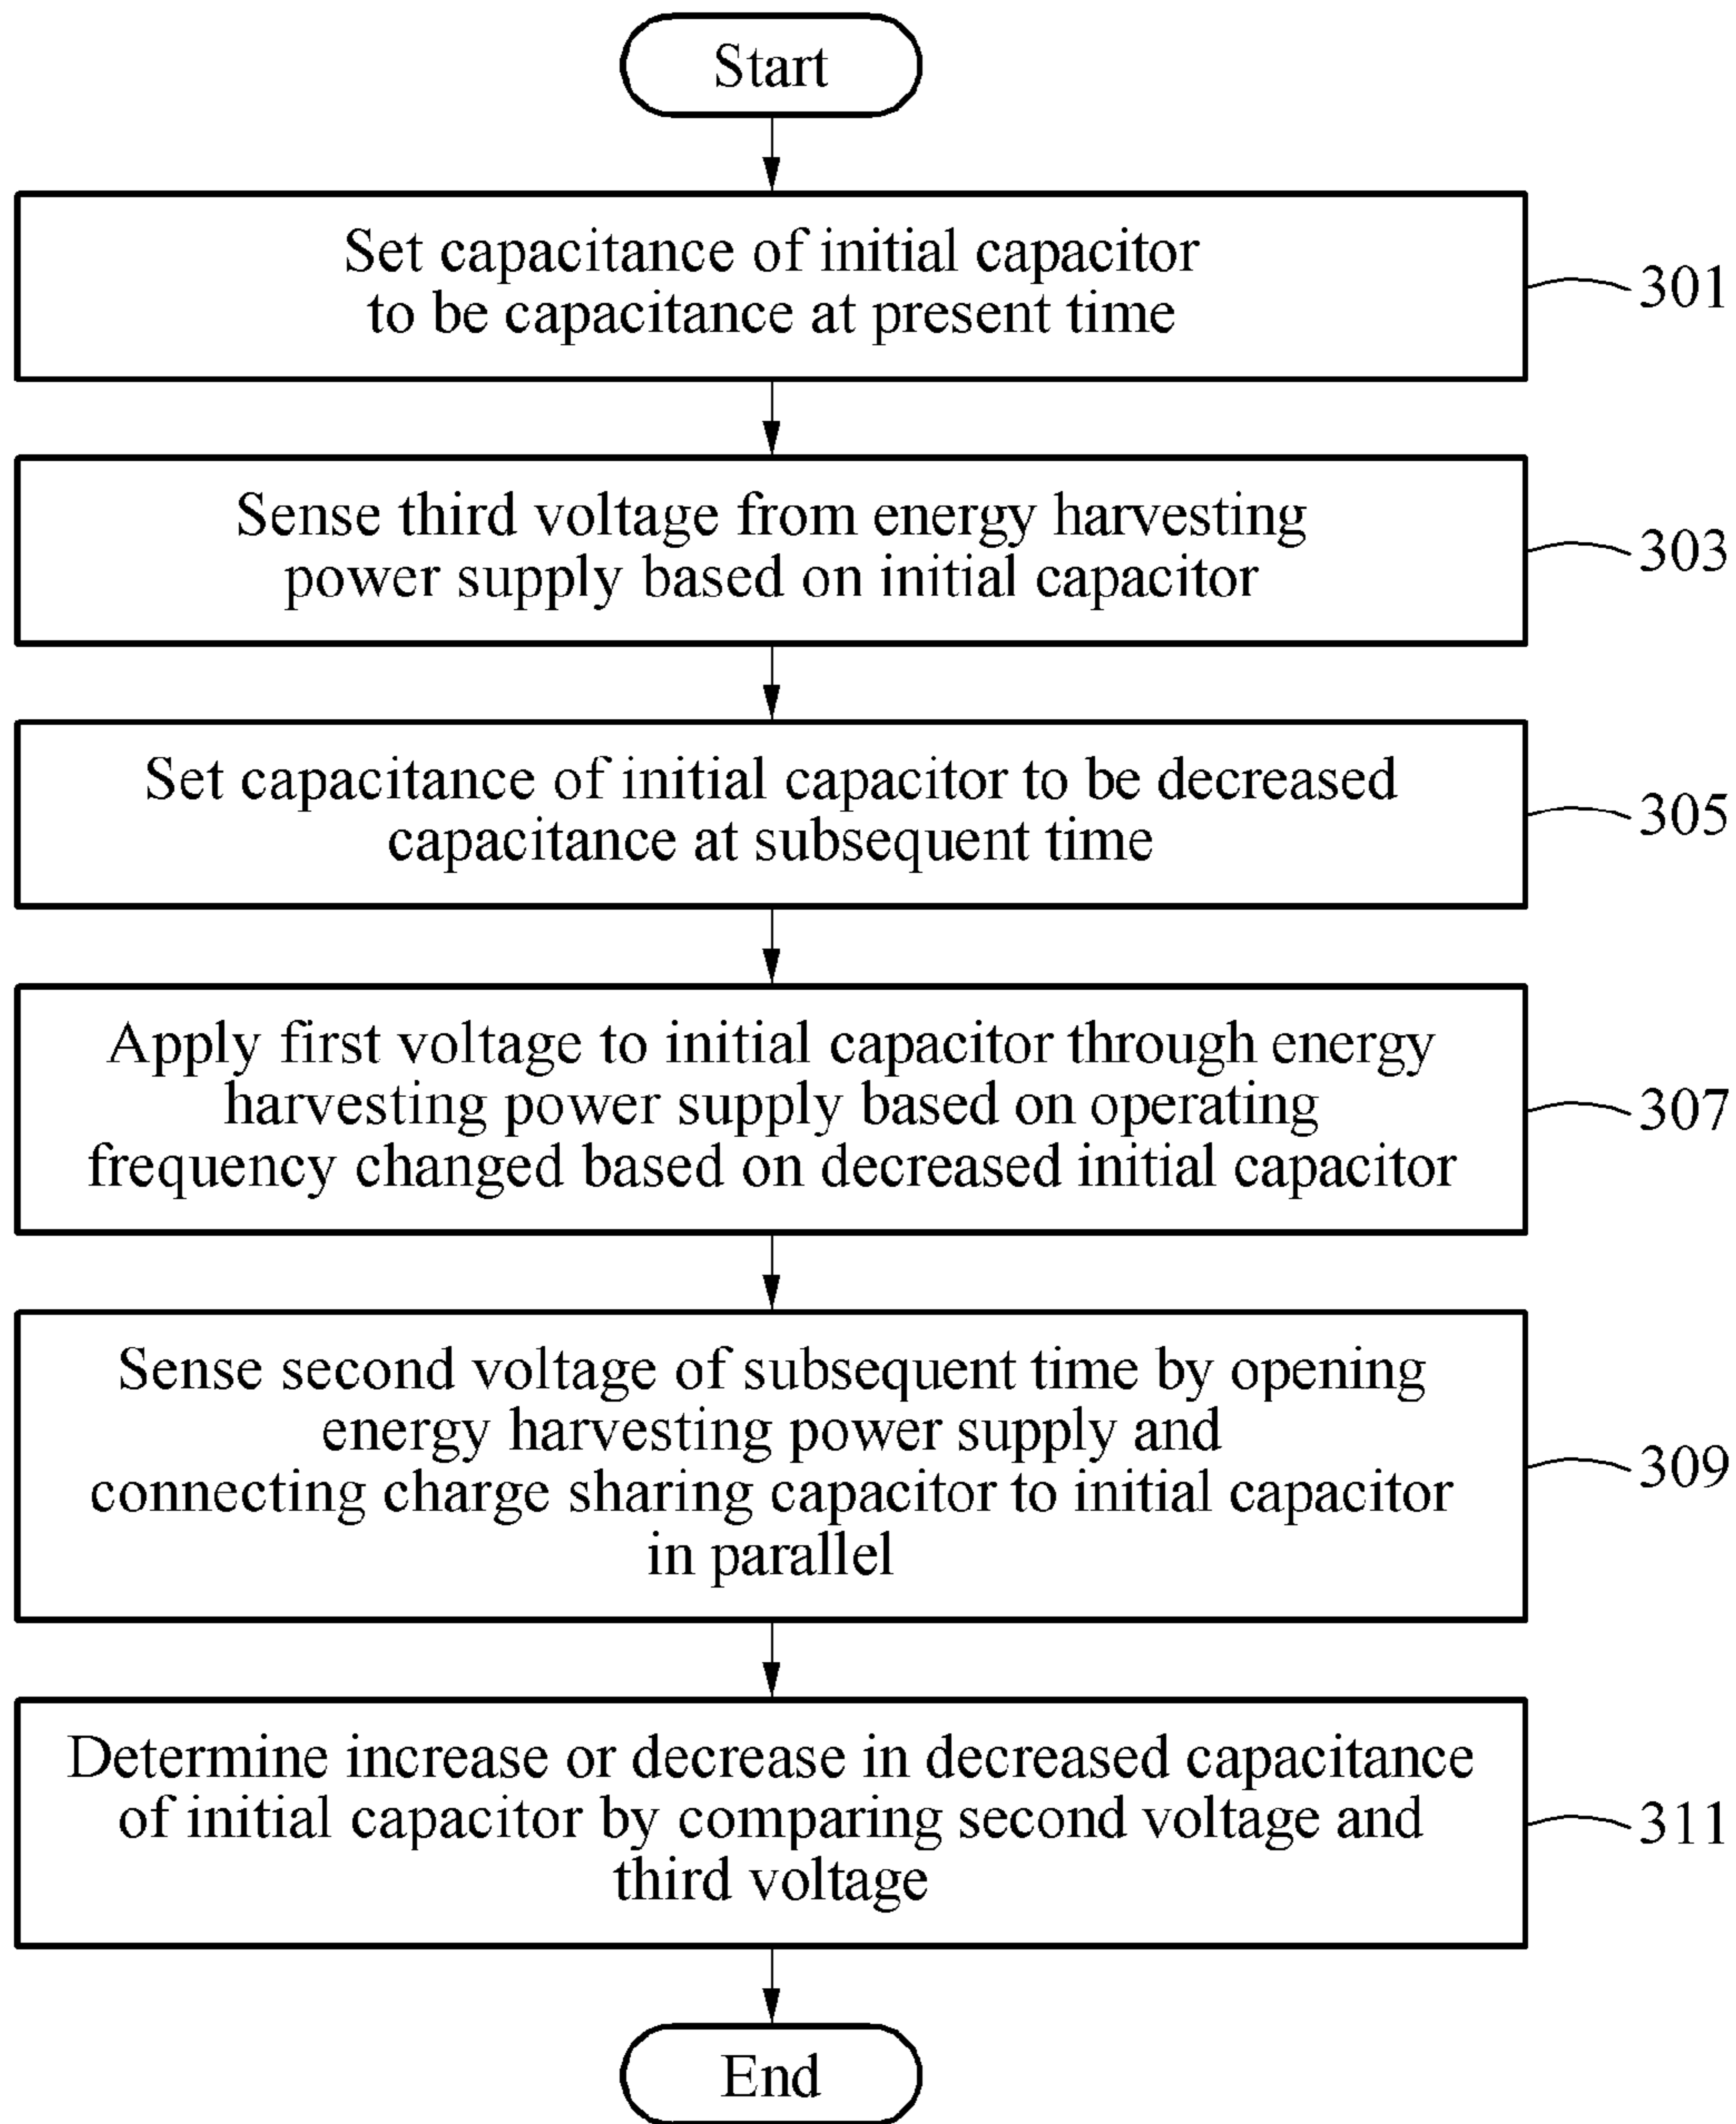 Start
Set capacitance of initial capacitor
to be capacitance at present time
301
Sense third voltage from energy harvesting
power supply based on initial capacitor
303
Set capacitance of initial capacitor to be decreased
capacitance at subsequent time
305
Apply first voltage to initial capacitor through energy
harvesting power supply based on operating
frequency changed based on decreased initial capacitor
307
Sense second voltage of subsequent time by opening
energy harvesting power supply and
connecting charge sharing capacitor to initial capacitor
in parallel
309
Determine increase or decrease in decreased capacitance
of initial capacitor by comparing second voltage and
third voltage
311
End